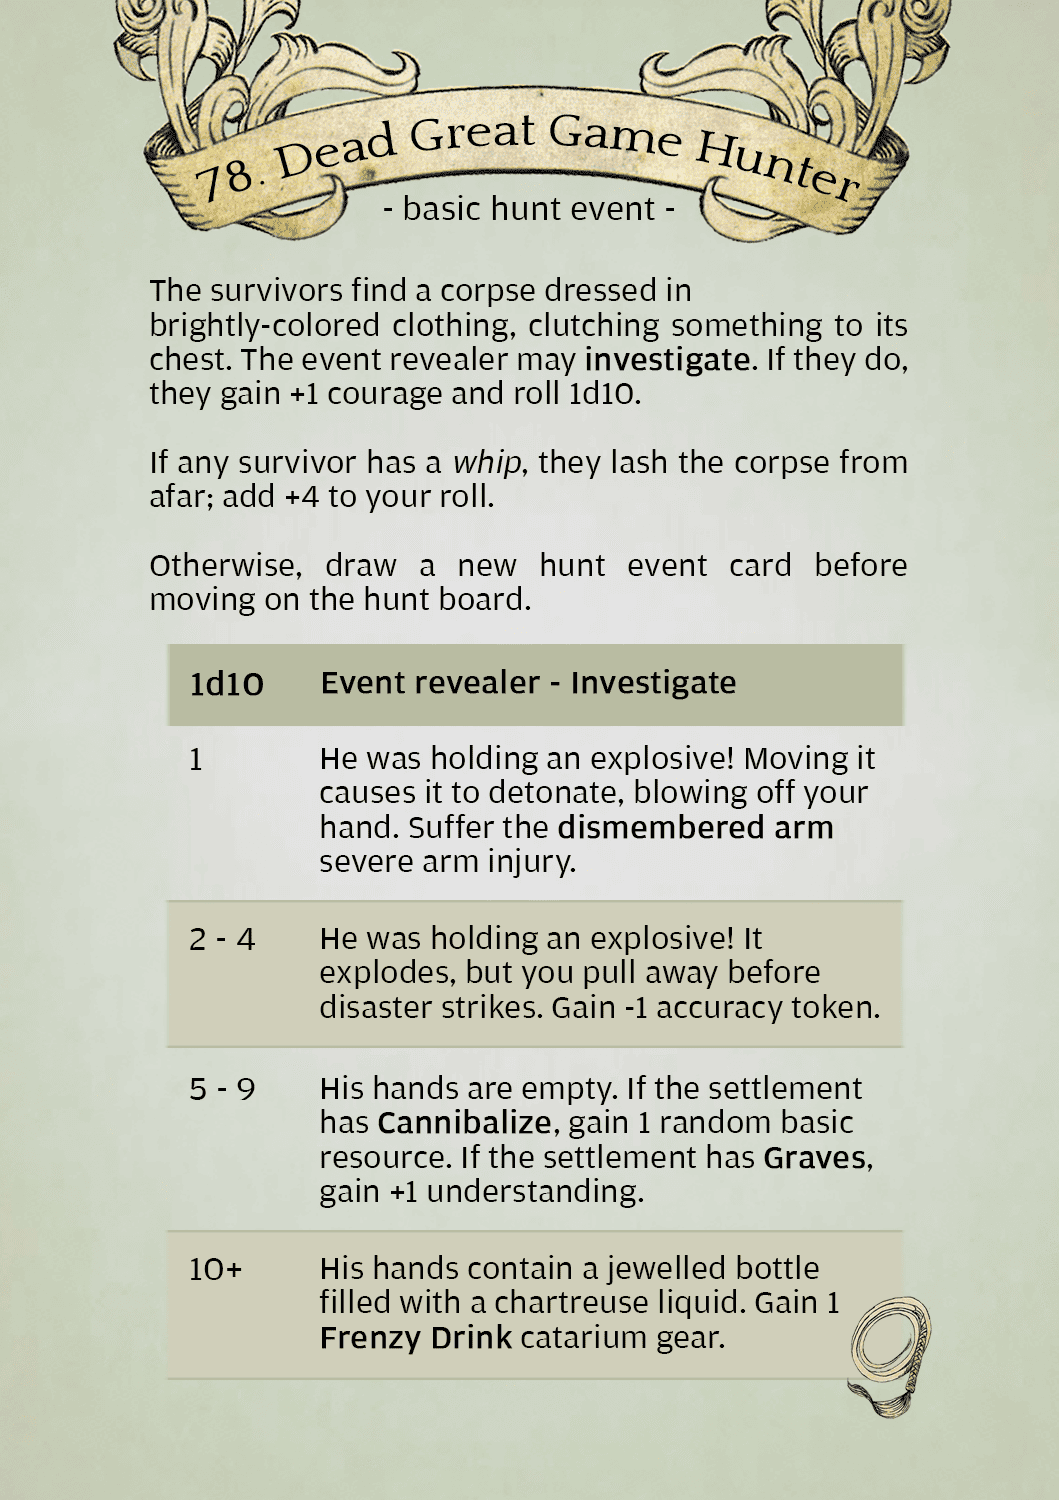 78. Dead Great Game Hunter
- basic hunt event -
The survivors find a corpse dressed in
brightly-colored clothing, clutching something to its
chest. The event revealer may investigate. If they do,
they gain +1 courage and roll 1d10.
If any survivor has a whip, they lash the corpse from
afar; add +4 to your roll.
Otherwise, draw a new hunt event card before
moving on the hunt board.
1d10 Event revealer - Investigate
1 He was holding an explosive! Moving it
causes it to detonate, blowing off your
hand. Suffer the dismembered arm
severe arm injury.
2 - 4 He was holding an explosive! It
explodes, but you pull away before
disaster strikes. Gain -1 accuracy token.
5 - 9 His hands are empty. If the settlement
has Cannibalize, gain 1 random basic
resource. If the settlement has Graves,
gain +1 understanding.
10+ His hands contain a jewelled bottle
filled with a chartreuse liquid. Gain 1
Frenzy Drink catarium gear.